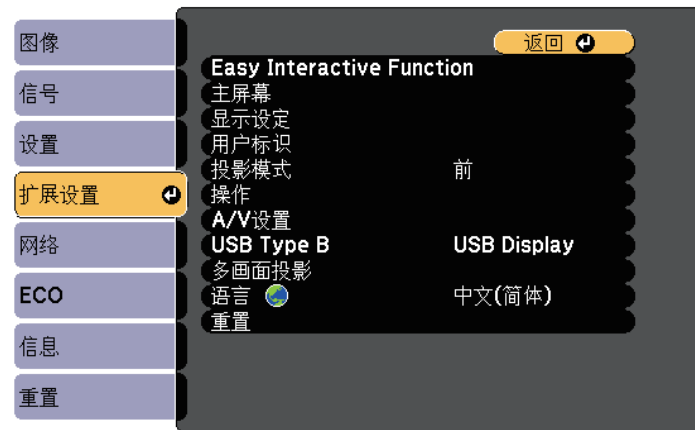 图像
信号
设置
扩展设置
网络
ECO
信息
重置
返回
Easy Interactive Function
主屏幕
显示设定
用户标识
投影模式 前
操作
A/V设置
USB Type B USB Display
多画面投影
语言 中文(简体)
重置